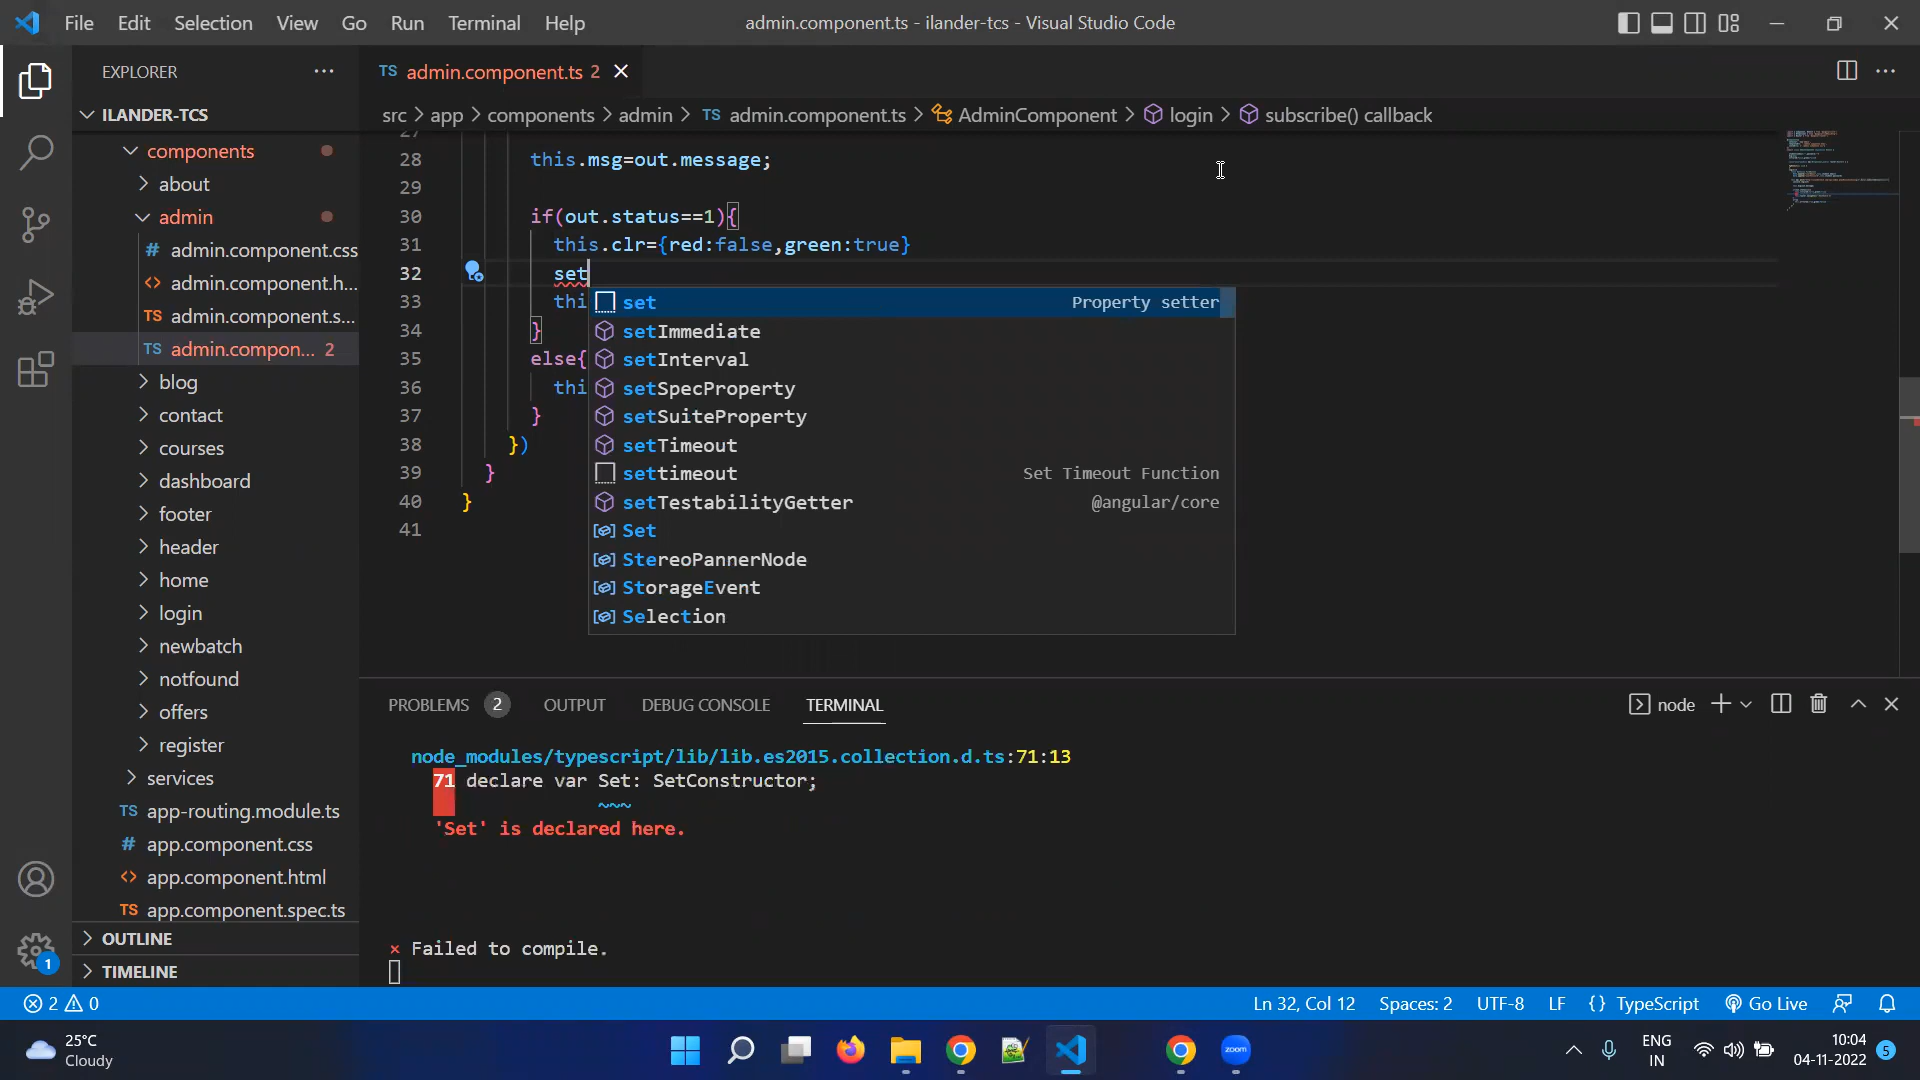 File Edit Selection View Go Run Terminal Help
admin.component.ts - ilander-tcs - Visual Studio Code
EXPLORER
ILANDER-TCS
components
about
admin
# admin.component.css
<> admin.component.h...
TS admin.component.s...
TS admin.compon... 2
blog
contact
courses
dashboard
footer
header
home
login
newbatch
notfound
offers
register
services
TS app-routing.module.ts
# app.component.css
<> app.component.html
TS app.component.spec.ts
OUTLINE
TIMELINE
TS admin.component.ts 2
src > app > components > admin > TS admin.component.ts > AdminComponent > login > subscribe() callback
27
28 this.msg=out.message;
29
30 if(out.status==1){
31 this.clr={red:false,green:true}
32 set
33 thi
34 }
35 else{
36 thi
37 }
38 })
39 }
40 }
41
set Property setter
setImmediate
setInterval
setSpecProperty
setSuiteProperty
setTimeout
settimeout Set Timeout Function
setTestabilityGetter @angular/core
Set
StereoPannerNode
StorageEvent
Selection
PROBLEMS 2 OUTPUT DEBUG CONSOLE TERMINAL
node
node_modules/typescript/lib/lib.es2015.collection.d.ts:71:13
71 declare var Set: SetConstructor;
~~~
'Set' is declared here.
× Failed to compile.
1
2 0
Ln 32, Col 12 Spaces: 2 UTF-8 LF {} TypeScript Go Live
25°C
Cloudy
zoom
ENG
IN
10:04
04-11-2022
5